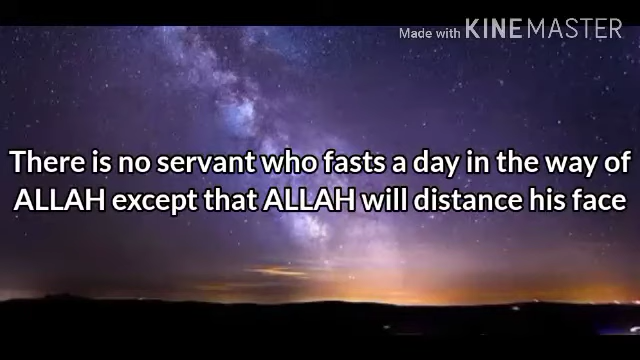 Made with KINEMASTER
There is no servant who fasts a day in the way of
ALLAH except that ALLAH will distance his face